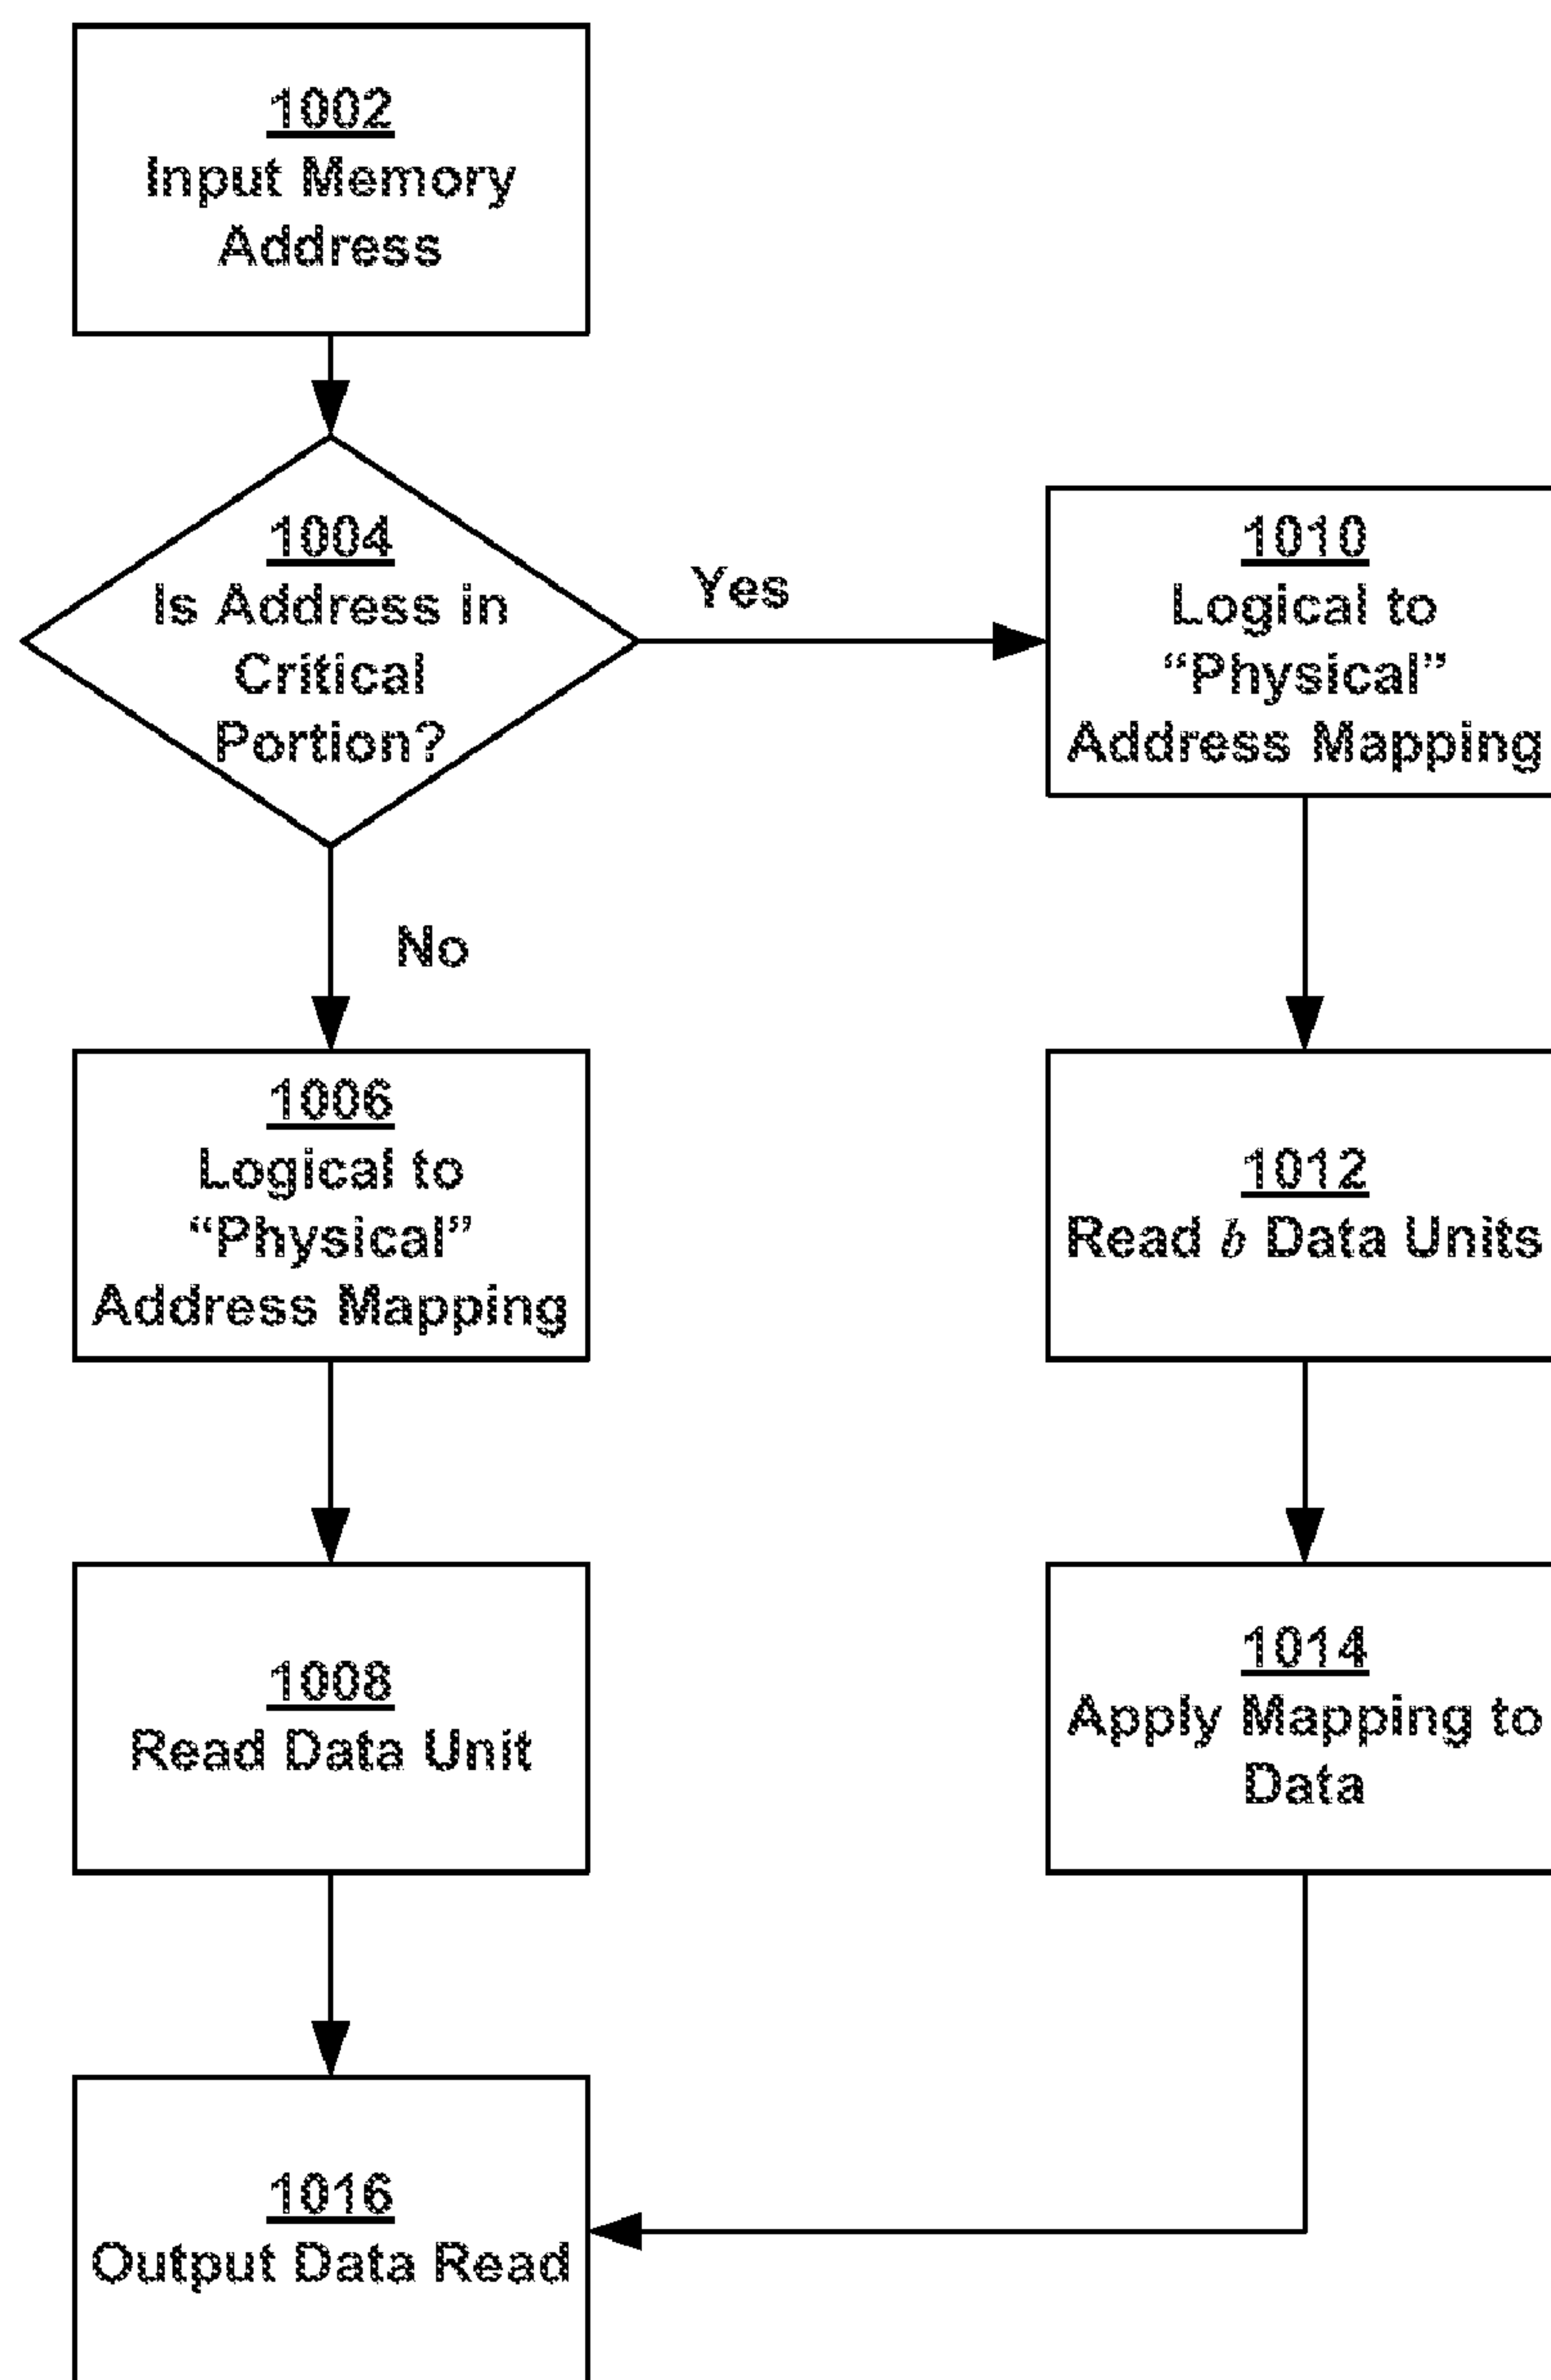 1002
Input Memory
Address
1004
Is Address in
Critical
Portion?
Yes
No
1010
Logical to
“Physical”
Address Mapping
1006
Logical to
“Physical”
Address Mapping
1012
Read b Data Units
1008
Read Data Unit
1014
Apply Mapping to
Data
1016
Output Data Read